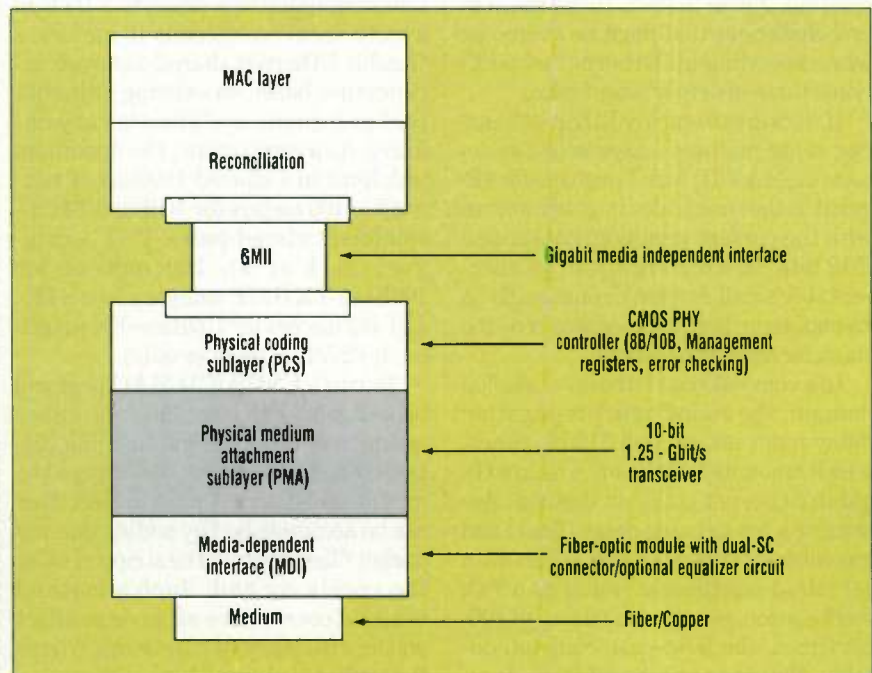 MAC layer
Reconciliation
GMII
Gigabit media independent interface
Physical coding
sublayer (PCS)
CMOS PHY
controller (8B/10B, Management
registers, error checking)
Physical medium
attachment
sublayer (PMA)
10-bit
1.25 - Gbit/s
transceiver
Media-dependent
interiace (MDI)
Fiber-optic module with dual-SC
connector/optional equalizer circuit
Medium
Fiber/Copper